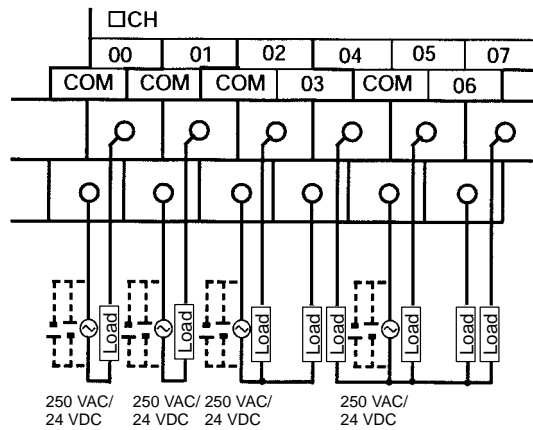 □CH
00 01 02 04 05 07
COM COM COM 03 COM 06
Load Load Load Load Load Load Load Load
250 VAC/ 250 VAC/ 250 VAC/ 250 VAC/
24 VDC 24 VDC 24 VDC 24 VDC